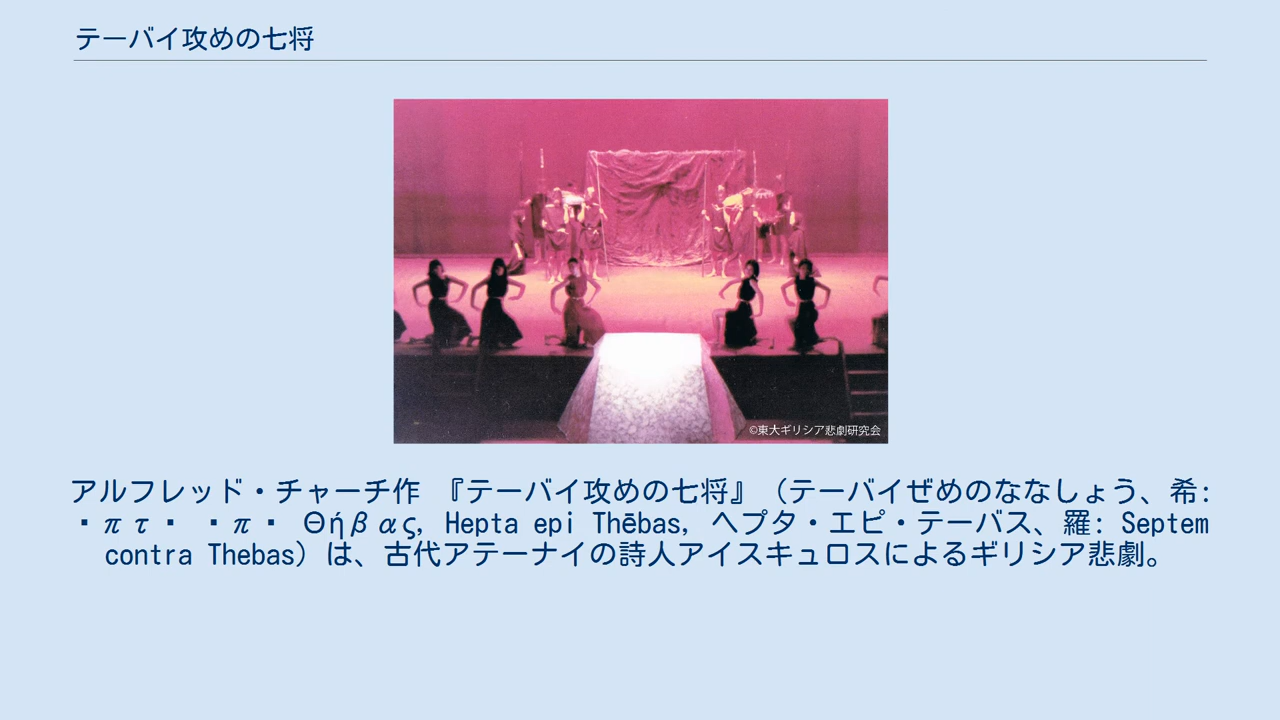 テーバイ攻めの七将
©東大ギリシア悲劇研究会
アルフレッド・チャーチ作 『テーバイ攻めの七将』（テーバイぜめのななしょう、希:
πτ π Θήβας, Hepta epi Thēbas, ヘプタ・エピ・テーバス、羅: Septem
contra Thebas）は、古代アテーナイの詩人アイスキュロスによるギリシア悲劇。